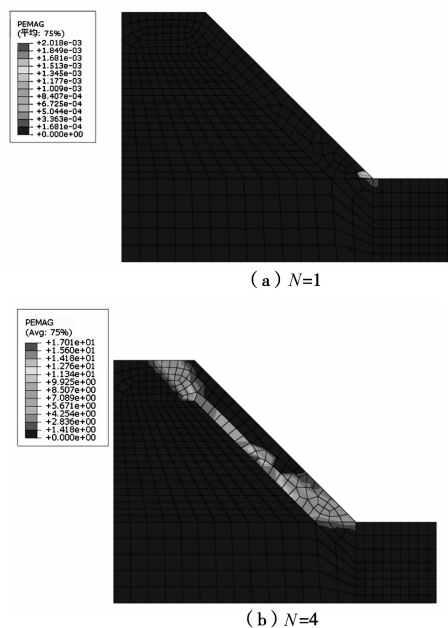 PEMAG
(平均: 75%)
+2.018e-03
+1.849e-03
+1.681e-03
+1.513e-03
+1.345e-03
+1.177e-03
+1.009e-03
+8.407e-04
+6.725e-04
+5.044e-04
+3.363e-04
+1.681e-04
+0.000e+00
(a) N=1
PEMAG
(Avg: 75%)
+1.701e+01
+1.560e+01
+1.418e+01
+1.276e+01
+1.134e+01
+9.925e+00
+8.507e+00
+7.089e+00
+5.671e+00
+4.254e+00
+2.836e+00
+1.418e+00
+0.000e+00
(b) N=4